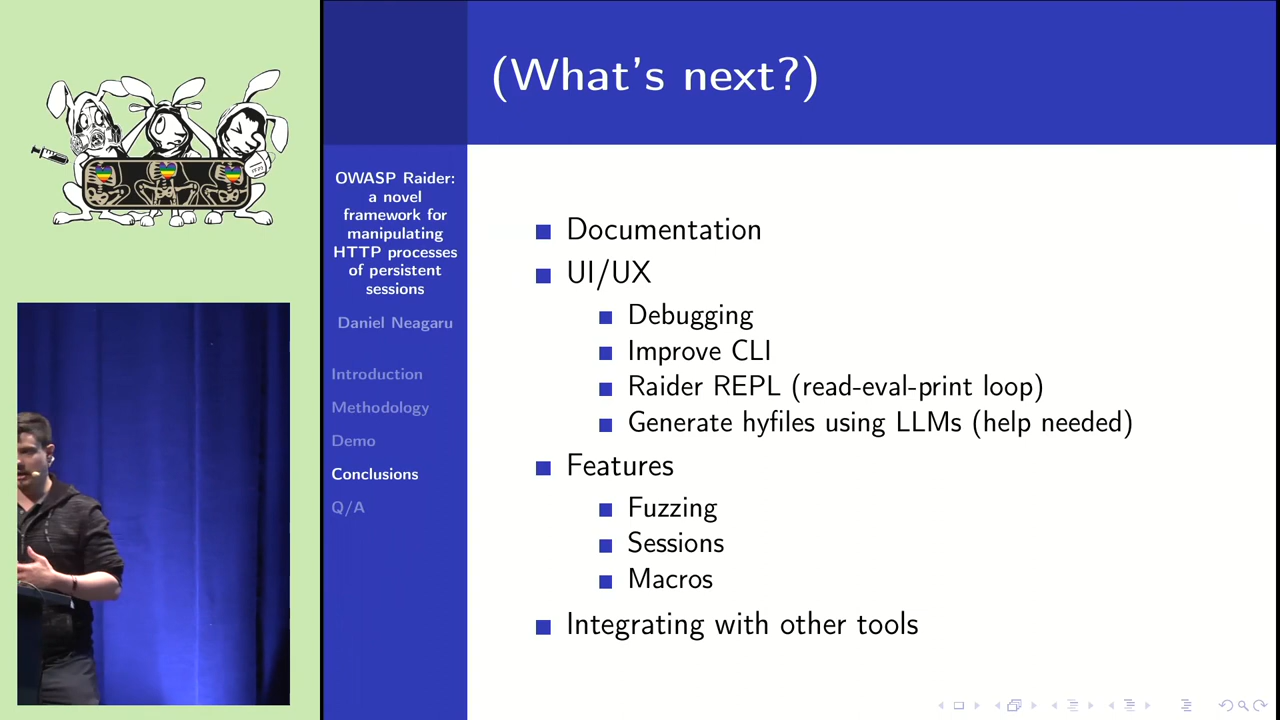 (What's next?)
OWASP Raider:
a novel
framework for
manipulating
HTTP processes
of persistent
sessions
Daniel Neagaru
Introduction
Methodology
Demo
Conclusions
Q/A
Documentation
UI/UX
Debugging
Improve CLI
Raider REPL (read-eval-print loop)
Generate hyfiles using LLMs (help needed)
Features
Fuzzing
Sessions
Macros
Integrating with other tools